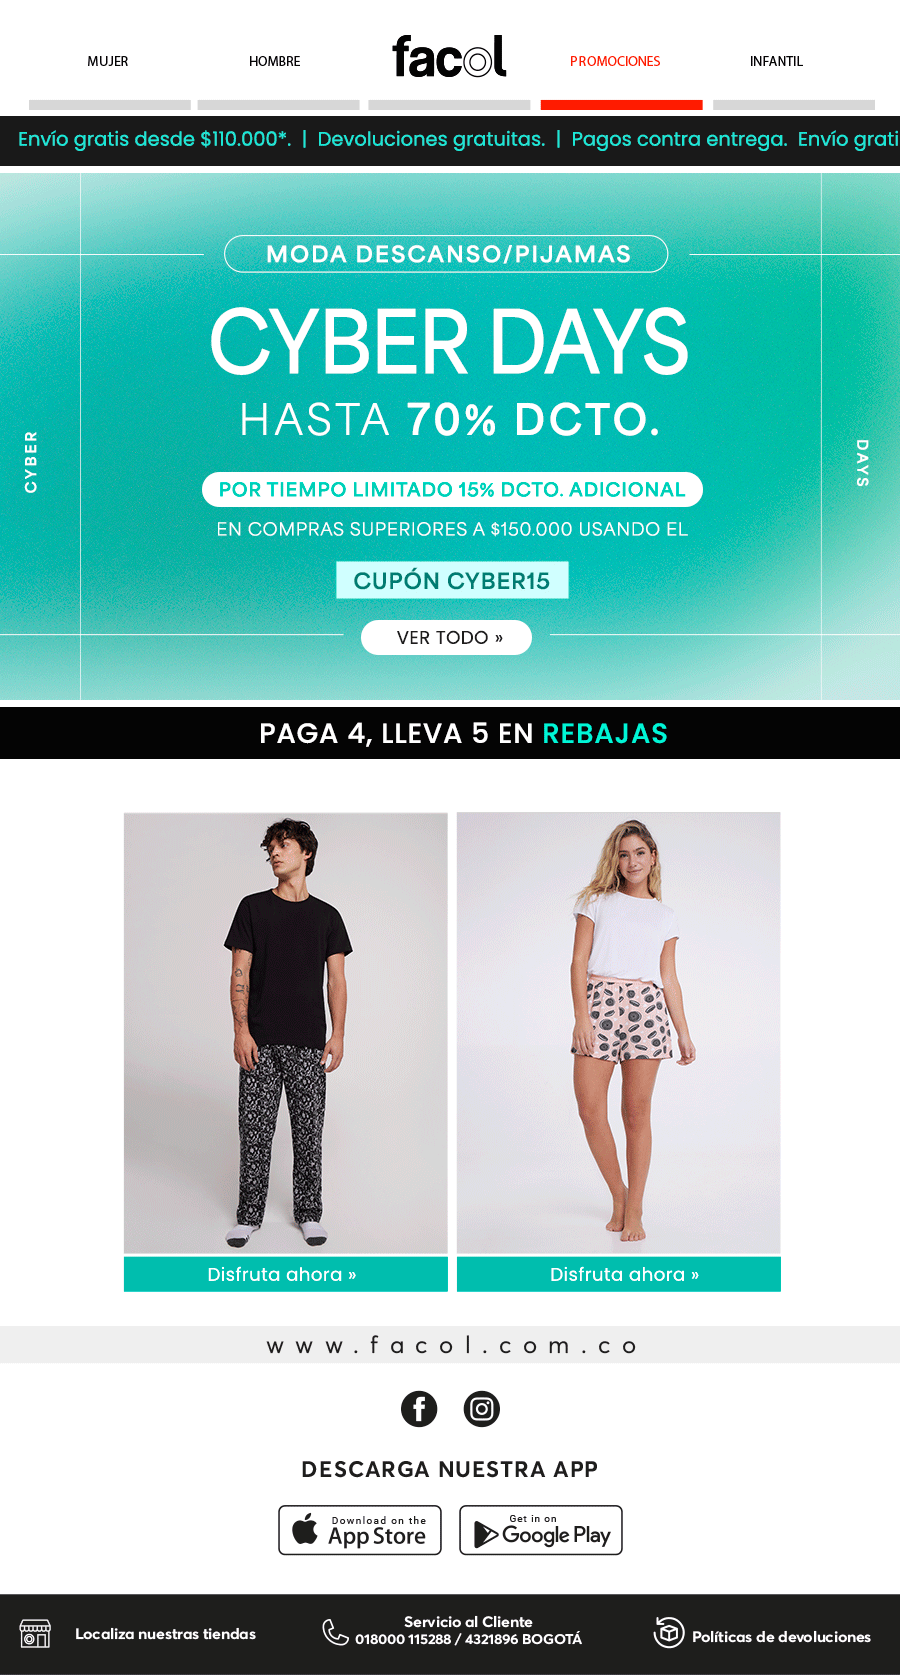 MUJER
HOMBRE
facol
PROMOCIONES
INFANTIL
Envío gratis desde $110.000*. | Devoluciones gratuitas. | Pagos contra entrega. Envío grati
MODA DESCANSO/PIJAMAS
CYBER DAYS
HASTA 70% DCTO.
CYBER
DAYS
POR TIEMPO LIMITADO 15% DCTO. ADICIONAL
EN COMPRAS SUPERIORES A $150.000 USANDO EL
CUPÓN CYBER15
VER TODO »
PAGA 4, LLEVA 5 EN REBAJAS
Disfruta ahora »
Disfruta ahora »
www.facol.com.co
DESCARGA NUESTRA APP
Download on the
App Store
Get in on
Google Play
Localiza nuestras tiendas
Servicio al Cliente
018000 115288 / 4321896 BOGOTÁ
Políticas de devoluciones